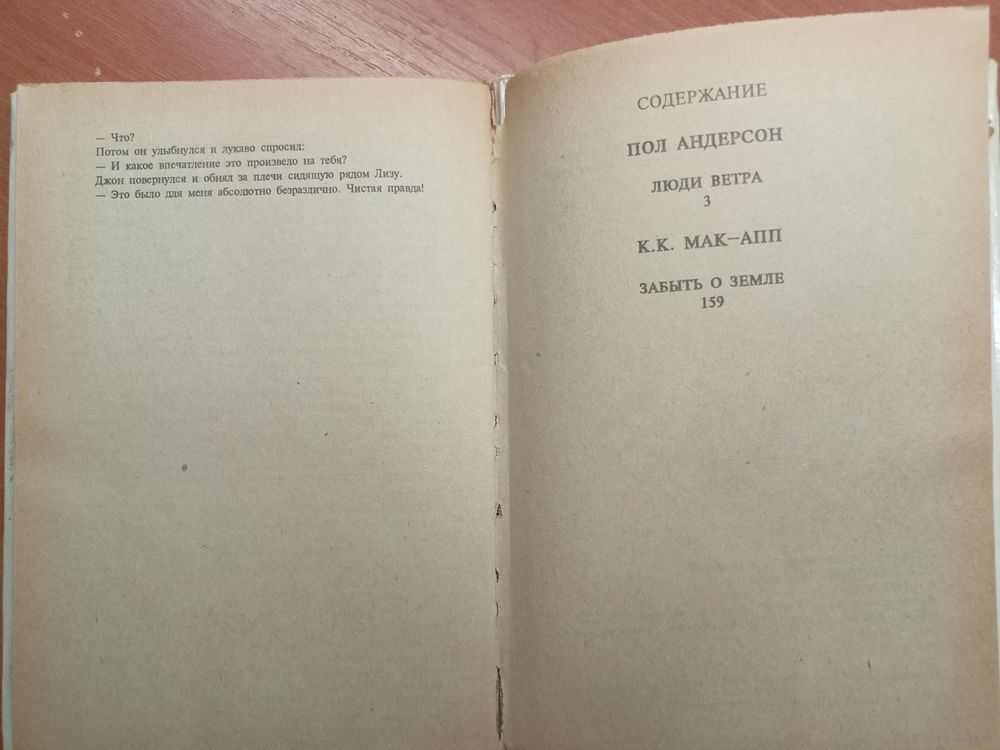 — Что?
Потом он улыбнулся и лукаво спросил:
— И какое впечатление это произвело на тебя?
Джон повернулся и обнял за плечи сидящую рядом Лизу.
— Это было для меня абсолютно безразлично. Чистая правда!
СОДЕРЖАНИЕ
ПОЛ АНДЕРСОН
ЛЮДИ ВЕТРА
3
К.К. МАК—АПП
ЗАБЫТЬ О ЗЕМЛЕ
159